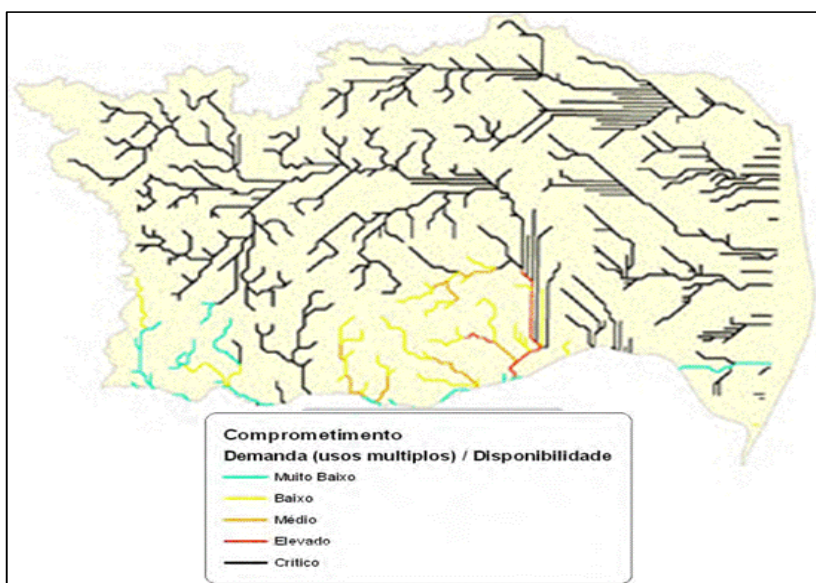 Comprometimento
Demanda (usos multiplos) / Disponibilidade
Muito Baixo
Baixo
Médio
Elevado
Crítico